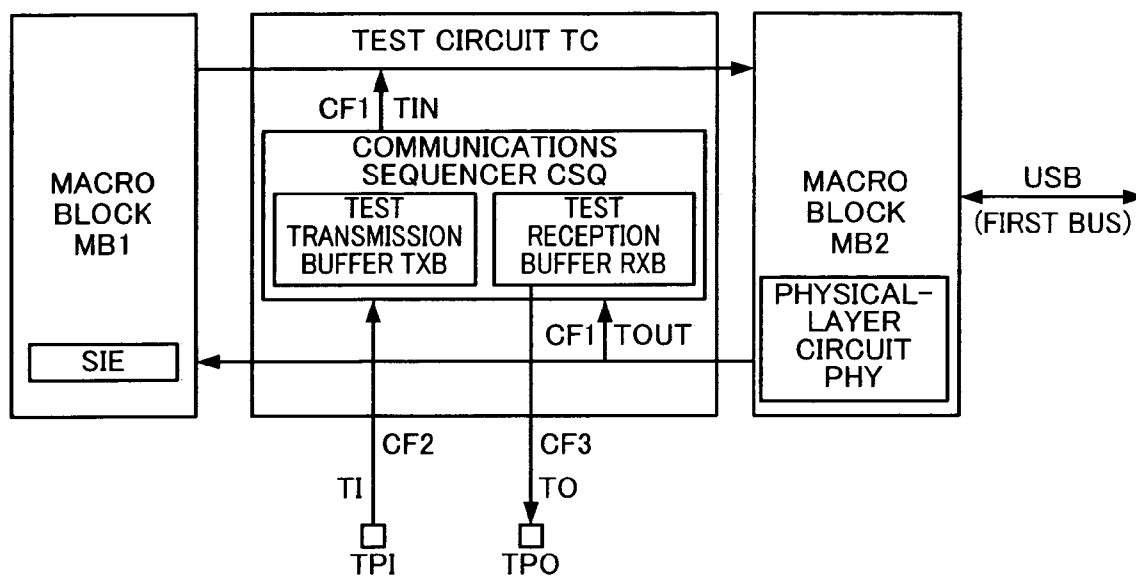 TEST CIRCUIT TC
CF1 TIN
COMMUNICATIONS
SEQUENCER CSQ
TEST
TRANSMISSION
BUFFER TXB
TEST
RECEPTION
BUFFER RXB
MACRO
BLOCK
MB1
SIE
CF1 TOUT
MACRO
BLOCK
MB2
PHYSICAL-
LAYER
CIRCUIT
PHY
USB
(FIRST BUS)
CF2
CF3
TI
TO
TPI
TPO